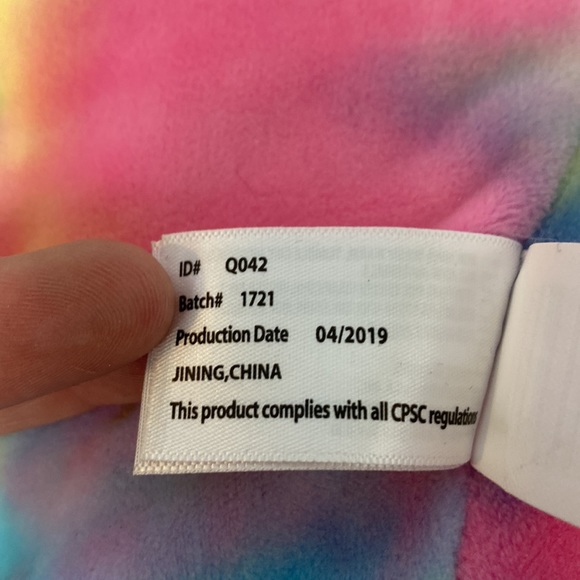 ID# Q042
Batch# 1721
Production Date 04/2019
JINING,CHINA
This product complies with all CPSC regulations